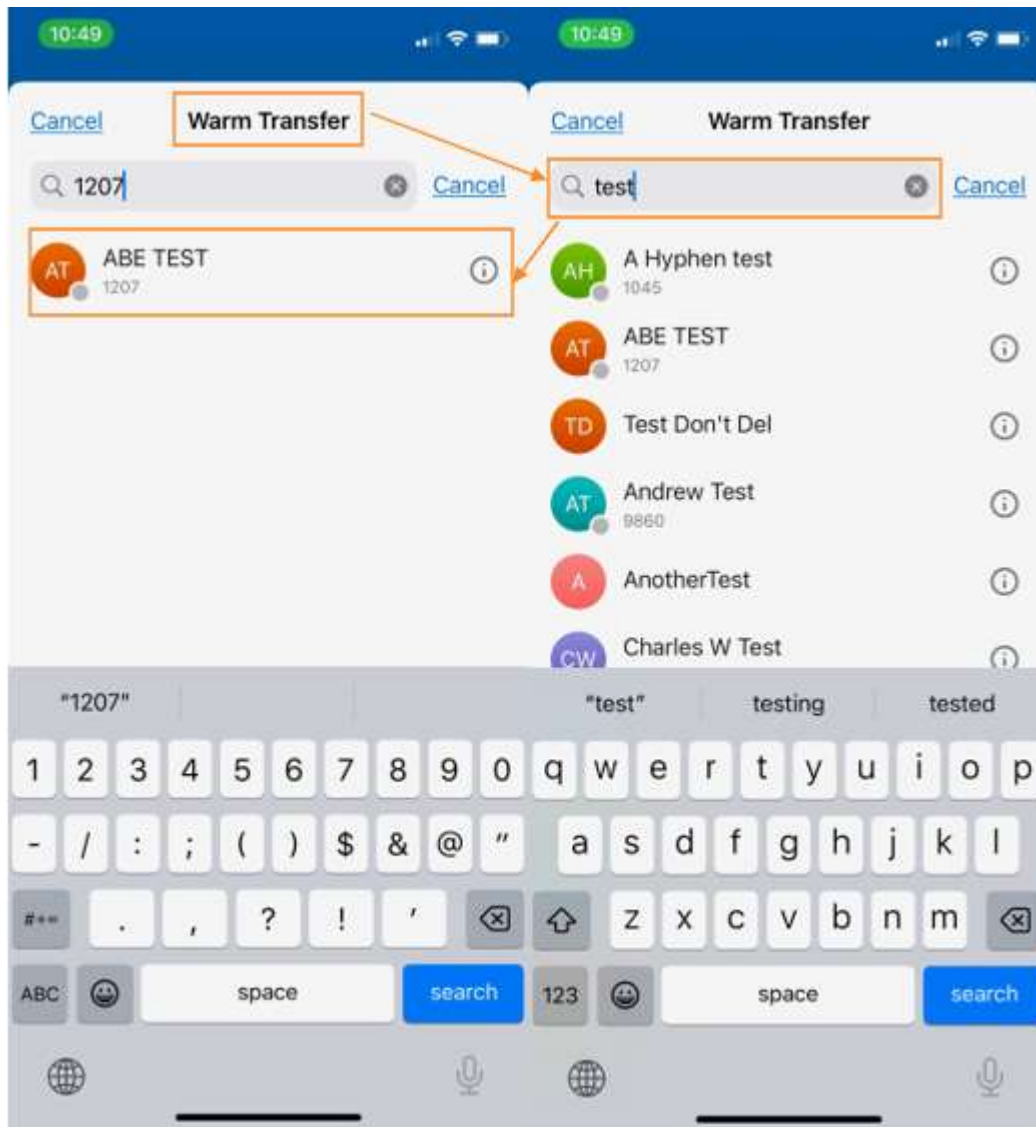 10:49
Cancel Warm Transfer
1207 Cancel
AT ABE TEST
1207
"1207"
1 2 3 4 5 6 7 8 9 0
- / : ; ( ) $ & @ "
#+= . , ? ! '
ABC space search
10:49
Cancel Warm Transfer
test Cancel
AH A Hyphen test
1045
AT ABE TEST
1207
TD Test Don't Del
AT Andrew Test
9860
A AnotherTest
CW Charles W Test
"test" testing tested
q w e r t y u i o p
a s d f g h j k l
z x c v b n m
123 space search